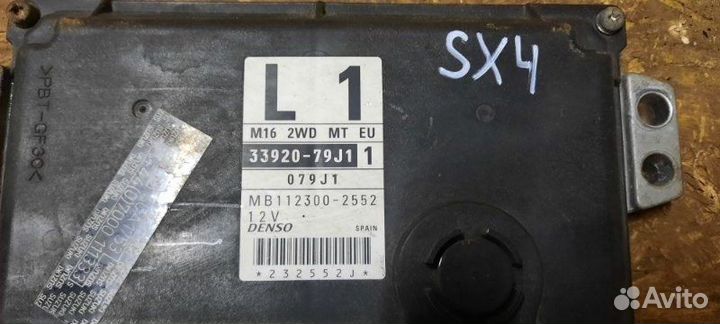 L 1
M16 2WD MT EU
33920-79J1 1
079J1
MB112300-2552
12V
DENSO SPAIN
*232552J*
SX4
>PBT-GF30<
Avito